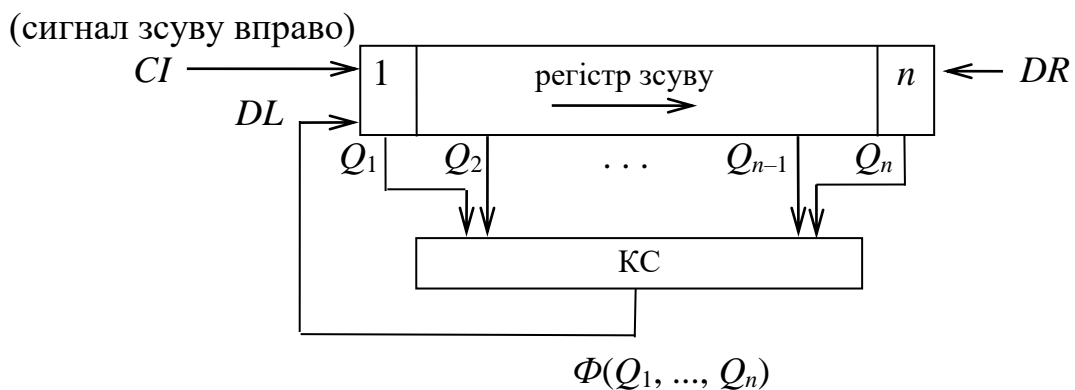 (сигнал зсуву вправо)
CI 1 регістр зсуву n DR
DL
Q1 Q2 . . . Qn–1 Qn
КС
Φ(Q1, ..., Qn)